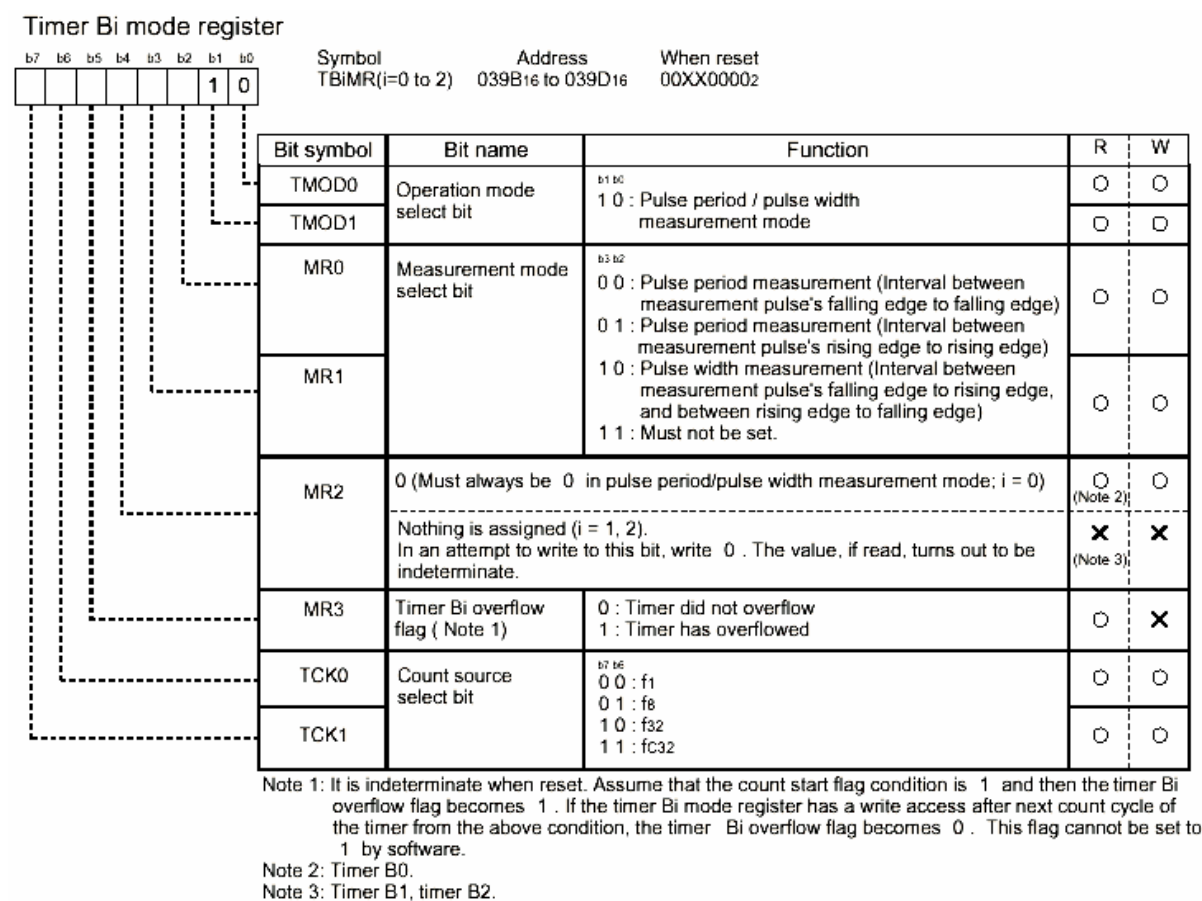 Timer Bi mode register
b7 b6 b5 b4 b3 b2 b1 b0
1 0
Symbol Address When reset
TBiMR(i=0 to 2) 039B16 to 039D16 00XX00002
Bit symbol Bit name Function R W
TMOD0
TMOD1
Operation mode
select bit
b1 b0
1 0 : Pulse period / pulse width
measurement mode
MR0
MR1
Measurement mode
select bit
b3 b2
0 0 : Pulse period measurement (Interval between
measurement pulse's falling edge to falling edge)
0 1 : Pulse period measurement (Interval between
measurement pulse's rising edge to rising edge)
1 0 : Pulse width measurement (Interval between
measurement pulse's falling edge to rising edge,
and between rising edge to falling edge)
1 1 : Must not be set.
MR2
0 (Must always be 0 in pulse period/pulse width measurement mode; i = 0)
(Note 2)
Nothing is assigned (i = 1, 2).
In an attempt to write to this bit, write 0 . The value, if read, turns out to be
indeterminate.
(Note 3)
MR3
Timer Bi overflow
flag ( Note 1)
0 : Timer did not overflow
1 : Timer has overflowed
TCK0
TCK1
Count source
select bit
b7 b6
0 0 : f1
0 1 : f8
1 0 : f32
1 1 : fC32
Note 1: It is indeterminate when reset. Assume that the count start flag condition is 1 and then the timer Bi
overflow flag becomes 1 . If the timer Bi mode register has a write access after next count cycle of
the timer from the above condition, the timer Bi overflow flag becomes 0 . This flag cannot be set to
1 by software.
Note 2: Timer B0.
Note 3: Timer B1, timer B2.